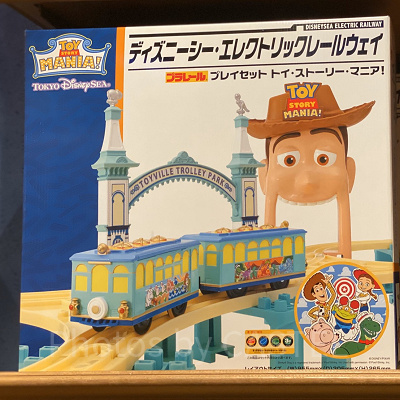 DISNEYSEA ELECTRIC RAILWAY
ディズニーシー・エレクトリックレールウェイ
TOY STORY
MANIA!
TOKYO DisneySEA®
プラレール プレイセット トイ・ストーリー・マニア!
TOY
STORY
MANIA!
TOYVILLE TROLLEY PARK